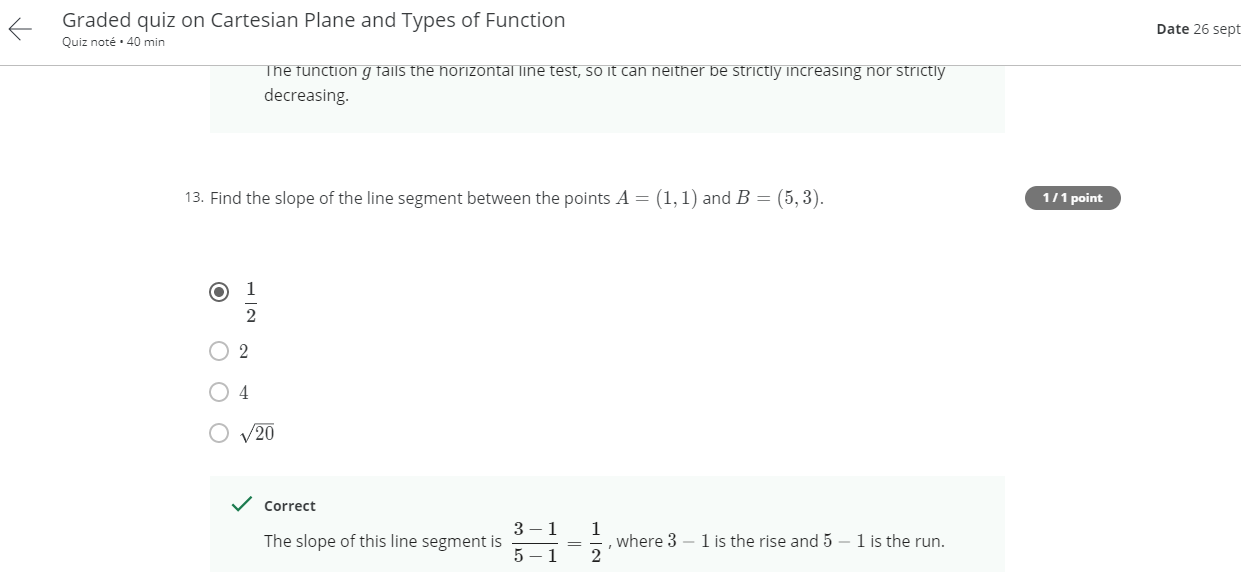 Graded quiz on Cartesian Plane and Types of Function
Quiz noté • 40 min
Date 26 sept
The function g fails the horizontal line test, so it can neither be strictly increasing nor strictly
decreasing.
13. Find the slope of the line segment between the points A = (1, 1) and B = (5, 3).
1 / 1 point
1/2
2
4
√20
Correct
The slope of this line segment is (3 − 1)/(5 − 1) = 1/2, where 3 − 1 is the rise and 5 − 1 is the run.